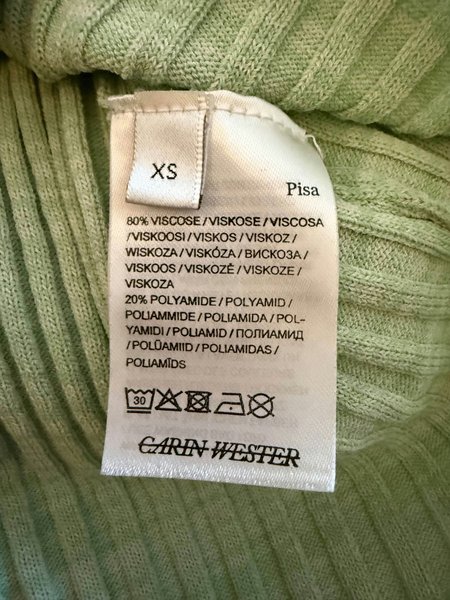 XS
Pisa
80% VISCOSE / VISKOSE / VISCOSA
/ VISKOOSI / VISKOS / VISKOZ /
WISKOZA / VISKÓZA / ВИСКОЗА /
VISKOOS / VISKOZĖ / VISKOZE /
VISKOZA
20% POLYAMIDE / POLYAMID /
POLIAMMIDE / POLIAMIDA / POL-
YAMIDI / POLIAMID / ПОЛИАМИД
/ POLÜAMIID / POLIAMIDAS /
POLIAMĪDS
30
CARIN WESTER